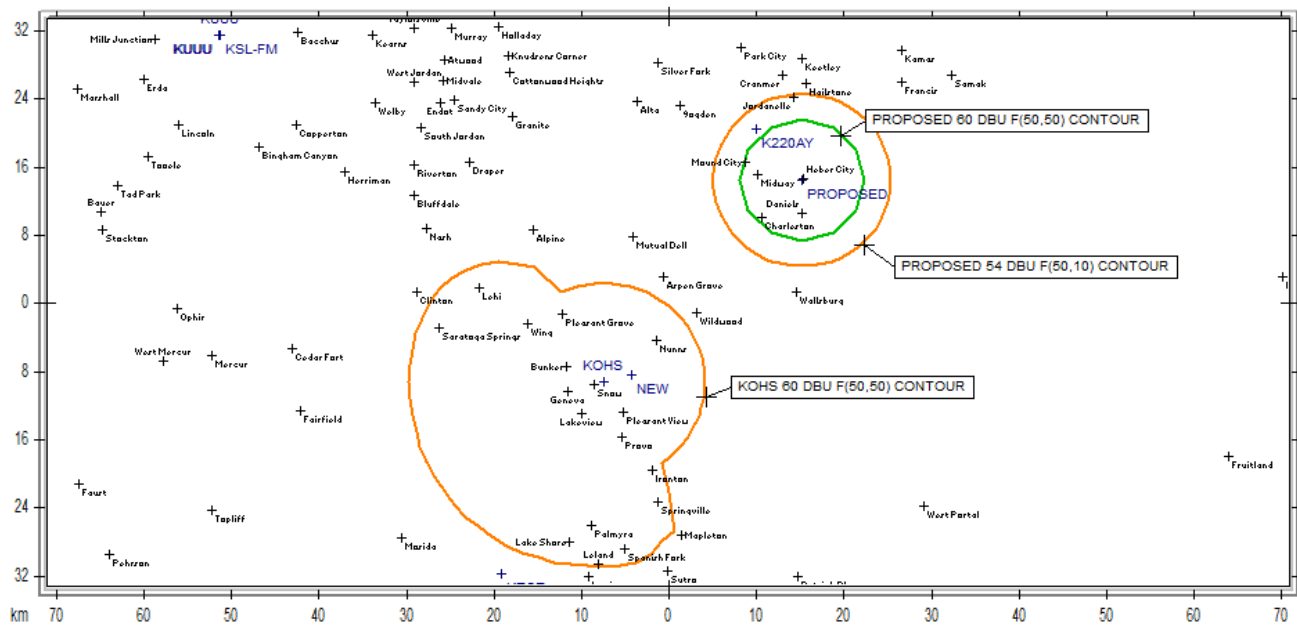 KUUU
32
Mills Junction
KUUU KSL-FM
Bacchus
Kearns
Murray
Holladay
Knudsens Corner
Atwood
West Jordan
Midvale
Cottonwood Heights
Silver Fork
Park City
Keetley
Kamas
Cranmer
Hailstone
Francis
Samak
Marshall
Erda
24
Welby
Endot
Sandy City
Granite
Alta
Jordanelle
PROPOSED 60 DBU F(50,50) CONTOUR
Lincoln
Copperton
South Jordan
K220AY
Bingham Canyon
16
Tooele
Herriman
Riverton
Draper
Mound City
Heber City
Midway
PROPOSED
Tad Park
Bauer
Bluffdale
Daniels
Charleston
Stockton
8
Nash
Alpine
Mutual Dell
PROPOSED 54 DBU F(50,10) CONTOUR
Aspen Grove
0
Clinton
Lehi
Wallsburg
Ophir
Saratoga Springs
Wing
Pleasant Grove
Wildwood
West Mercur
Mercur
Cedar Fort
Nunns
8
Bunker
KOHS
NEW
KOHS 60 DBU F(50,50) CONTOUR
Geneva
Snow
Fairfield
Lakeview
Pleasant View
16
Provo
Ironton
Fruitland
Faust
24
Topliff
Springville
West Portal
Palmyra
Mapleton
Marida
Lake Shore
Pehrson
Leland
Spanish Fork
32
Sutro
km 70 60 50 40 30 20 10 0 10 20 30 40 50 60 70